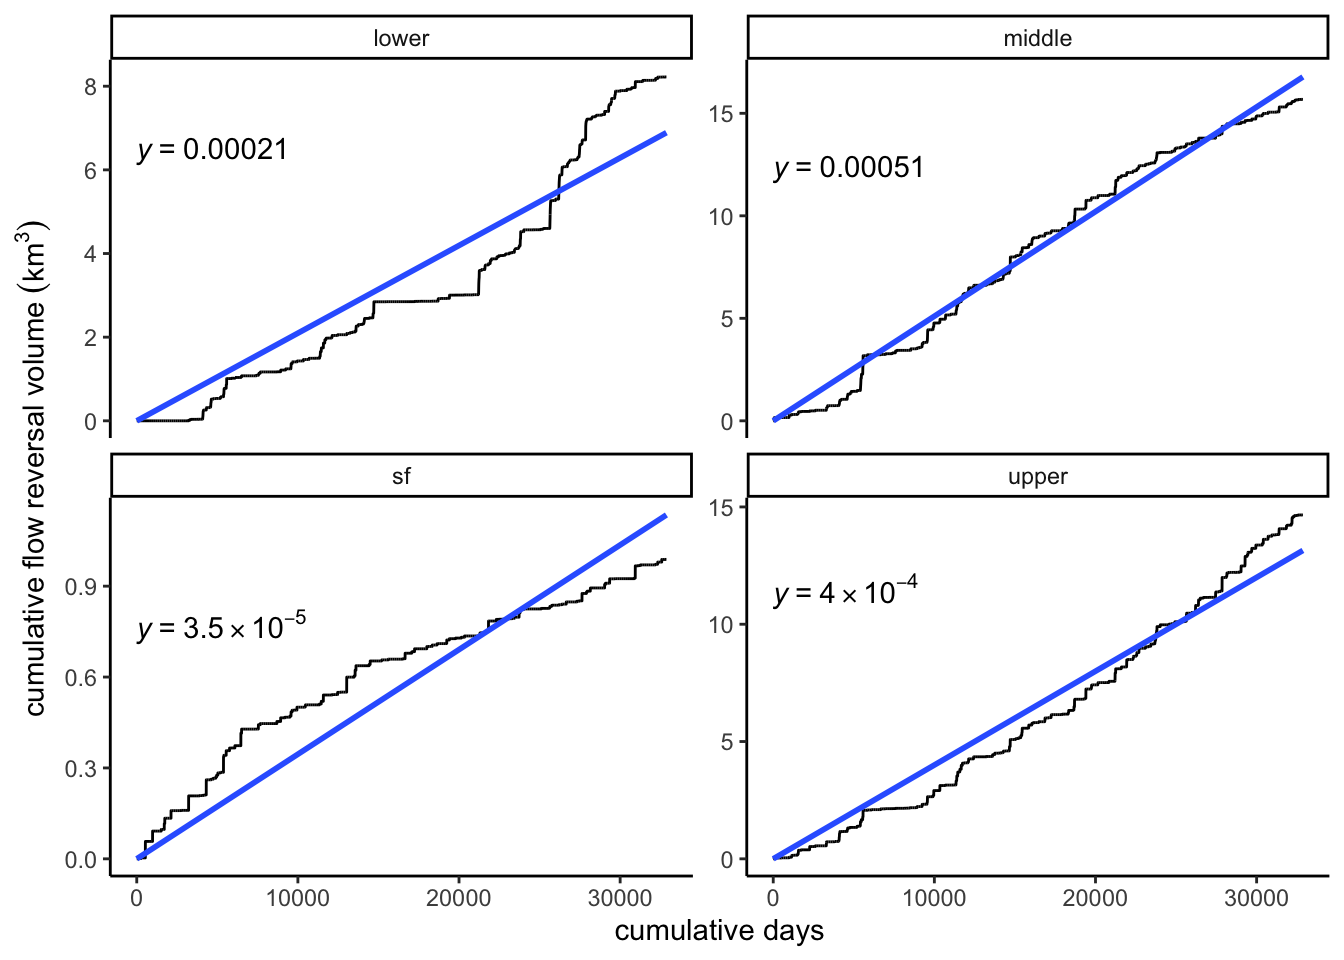 lower
middle
8
6
4
2
0
y = 0.00021
15
10
5
0
y = 0.00051
sf
upper
0.9
0.6
0.3
0.0
y = 3.5 × 10⁻⁵
15
10
5
0
y = 4 × 10⁻⁴
0 10000 20000 30000
0 10000 20000 30000
cumulative days
cumulative flow reversal volume (km³)